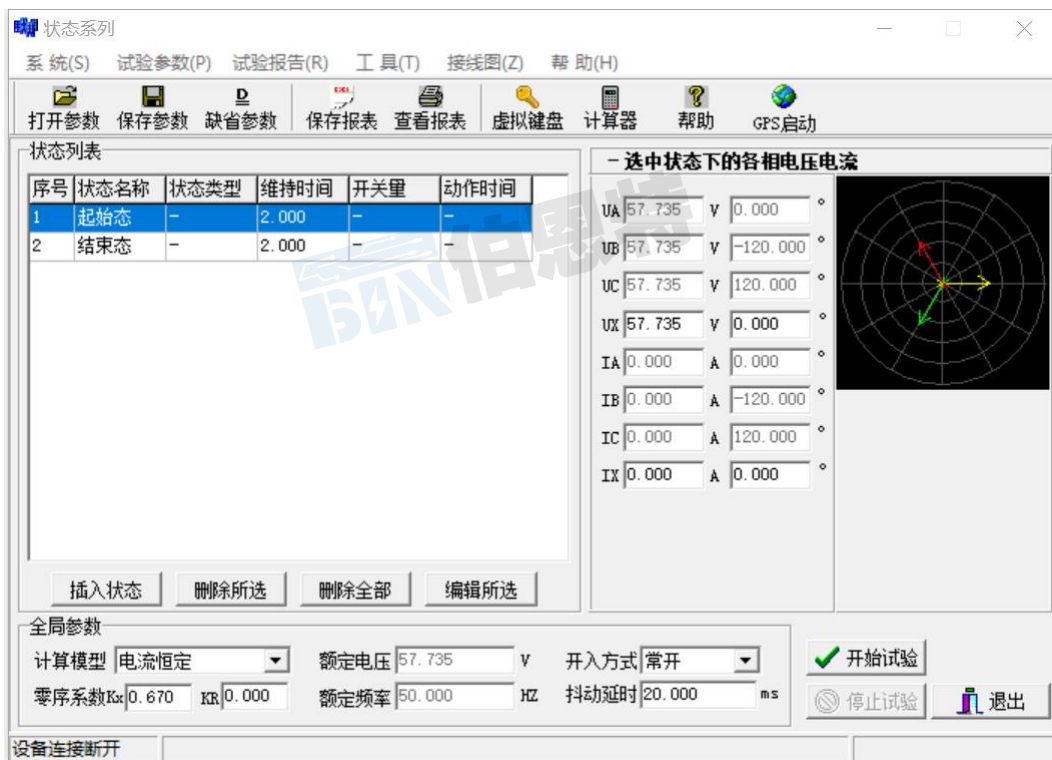 状态系列
系 统(S) 试验参数(P) 试验报告(R) 工 具(T) 接线图(Z) 帮 助(H)
打开参数 保存参数 缺省参数 保存报表 查看报表 虚拟键盘 计算器 帮助 GPS启动
状态列表
序号 状态名称 状态类型 维持时间 开关量 动作时间
1 起始态 - 2.000 - -
2 结束态 - 2.000 - -
BEN 伯恩特
插入状态 删除所选 删除全部 编辑所选
-选中状态下的各相电压电流
UA 57.735 V 0.000 °
UB 57.735 V -120.000 °
UC 57.735 V 120.000 °
UX 57.735 V 0.000 °
IA 0.000 A 0.000 °
IB 0.000 A -120.000 °
IC 0.000 A 120.000 °
IX 0.000 A 0.000 °
全局参数
计算模型 电流恒定 额定电压 57.735 V 开入方式 常开
零序系数Kx 0.670 KR 0.000 额定频率 50.000 HZ 抖动延时 20.000 ms
开始试验
停止试验 退出
设备连接断开